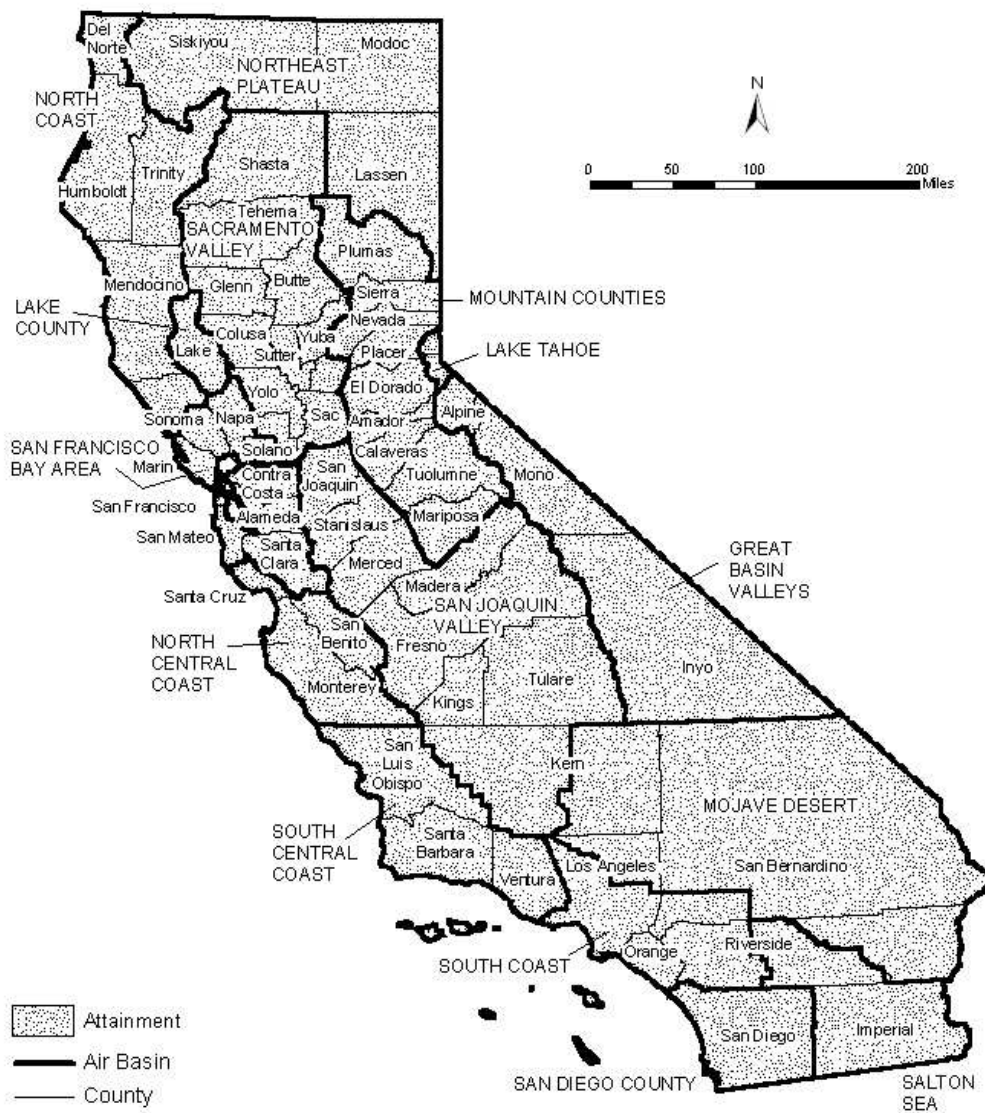 Del
Norte
Siskiyou
Modoc
NORTHEAST
PLATEAU
NORTH
COAST
N
0
50
100
200
Miles
Humboldt
Trinity
Shasta
Lassen
Tehema
SACRAMENTO
VALLEY
Plumas
Mendocino
Glenn
Butte
Sierra
MOUNTAIN COUNTIES
LAKE
COUNTY
Nevada
Colusa
Yuba
Lake
Sutter
Placer
LAKE TAHOE
Yolo
El Dorado
Sonoma
Napa
Sac
Amador
Alpine
SAN FRANCISCO
BAY AREA
Marin
Solano
Calaveras
Contra
Costa
San
Joaquin
Tuolumne
Mono
San Francisco
Alameda
Stanislaus
Mariposa
San Mateo
Santa
Clara
Merced
GREAT
BASIN
VALLEYS
Santa Cruz
Madera
SAN JOAQUIN
VALLEY
San
Benito
NORTH
CENTRAL
COAST
Fresno
Inyo
Monterey
Kings
Tulare
San
Luis
Obispo
Kern
MOJAVE DESERT
SOUTH
CENTRAL
COAST
Santa
Barbara
Ventura
Los Angeles
San Bernardino
SOUTH COAST
Orange
Riverside
San Diego
Imperial
SAN DIEGO COUNTY
SALTON
SEA
Attainment
Air Basin
County